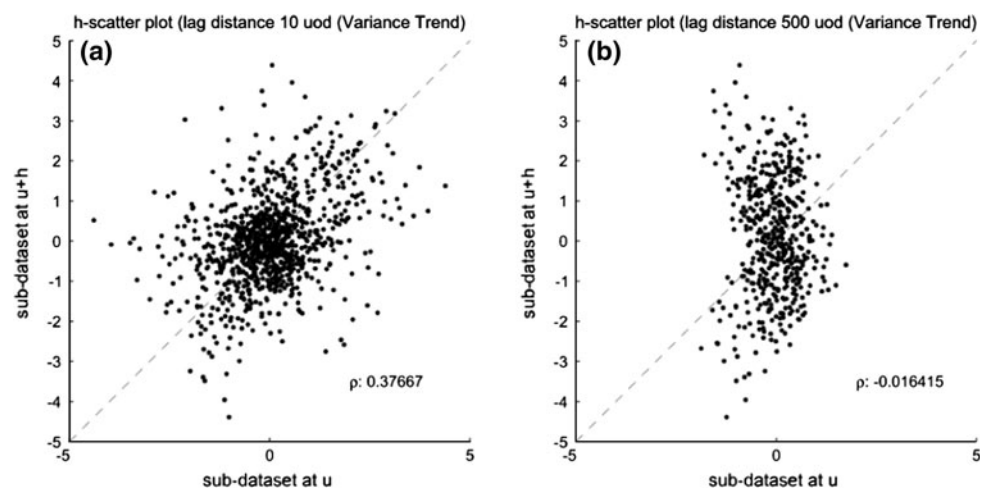 h-scatter plot (lag distance 10 uod (Variance Trend)
(a)
5
4
3
2
1
0
-1
-2
-3
-4
-5
sub-dataset at u+h
ρ: 0.37667
-5
0
5
sub-dataset at u
h-scatter plot (lag distance 500 uod (Variance Trend)
(b)
5
4
3
2
1
0
-1
-2
-3
-4
-5
sub-dataset at u+h
ρ: -0.016415
-5
0
5
sub-dataset at u